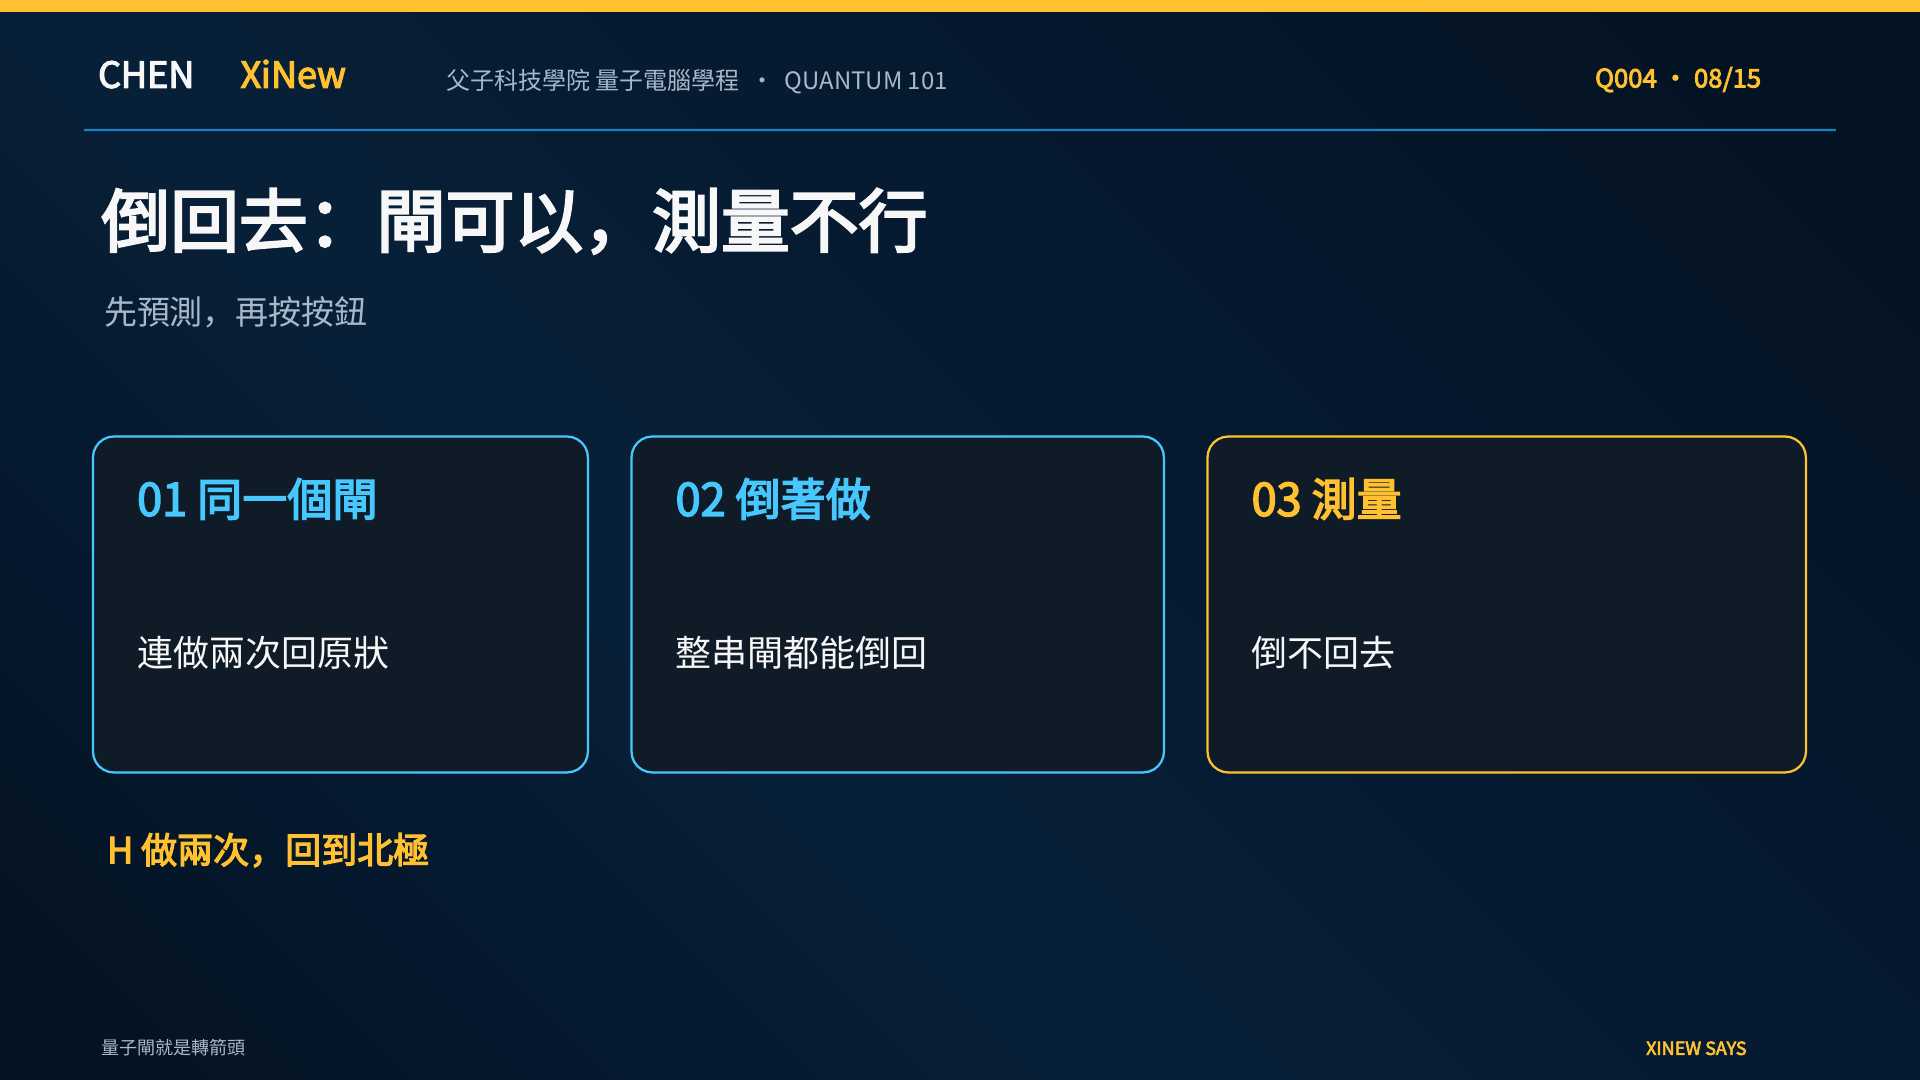 CHEN XiNew 父子科技學院 量子電腦學程 · QUANTUM 101 Q004 · 08/15
倒回去：閘可以，測量不行
先預測，再按按鈕
01 同一個閘
連做兩次回原狀
02 倒著做
整串閘都能倒回
03 測量
倒不回去
H 做兩次，回到北極
量子閘就是轉箭頭
XINEW SAYS